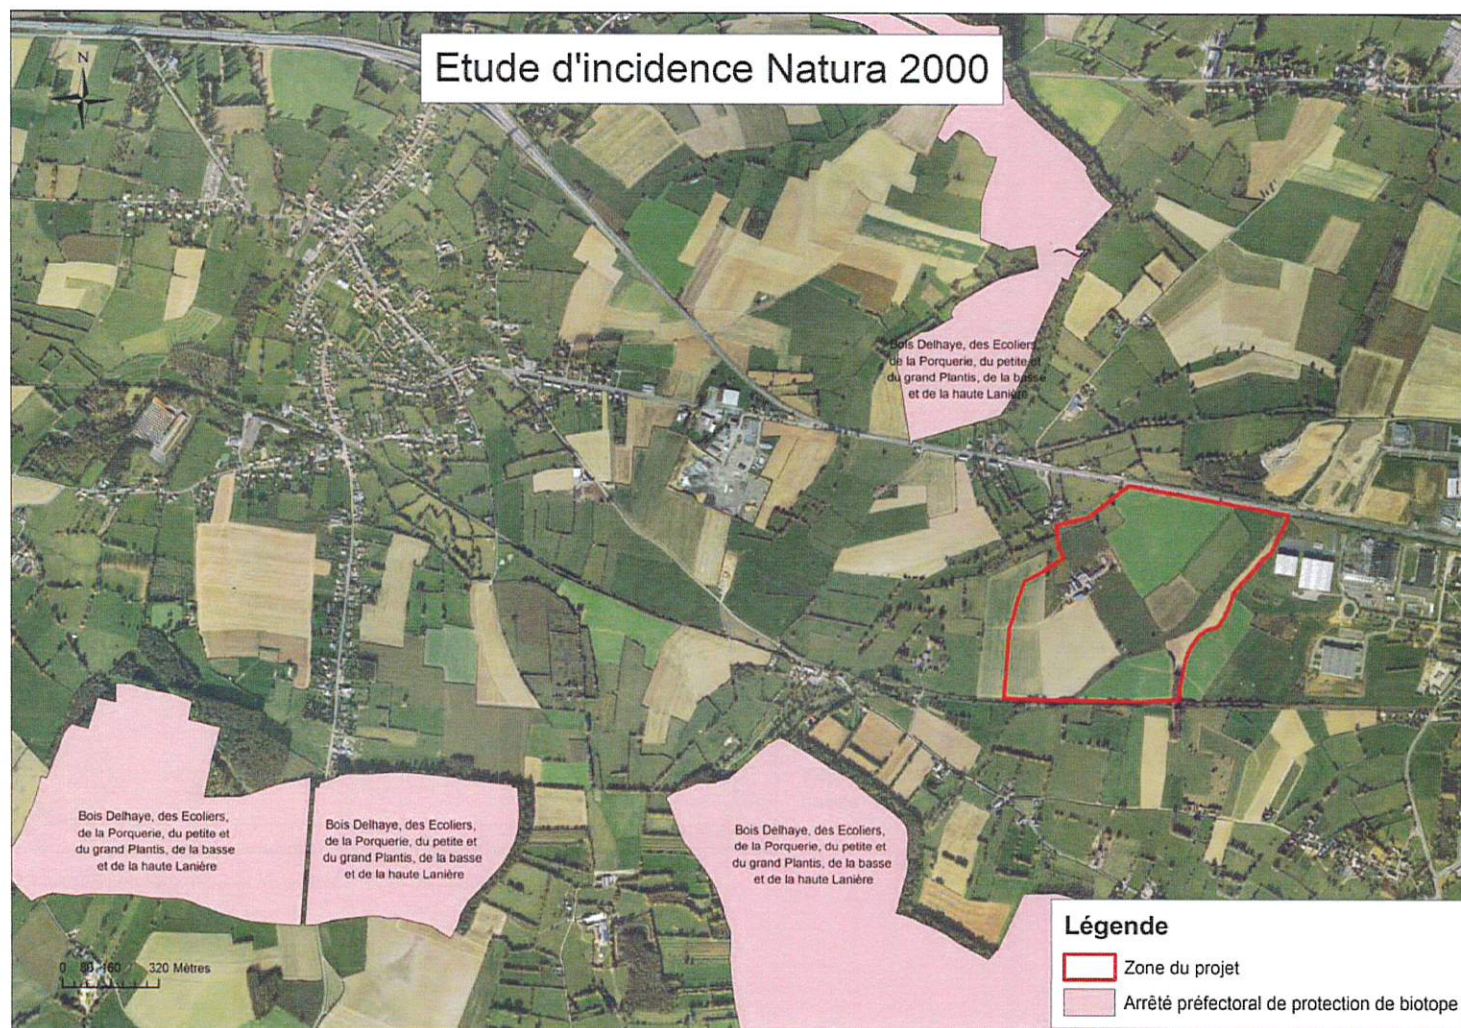 Etude d'incidence Natura 2000
N
Bois Delhaye, des Ecoliers,
de la Porquerie, du petite et
du grand Plantis, de la basse
et de la haute Lanière
Bois Delhaye, des Ecoliers,
de la Porquerie, du petite et
du grand Plantis, de la basse
et de la haute Lanière
Bois Delhaye, des Ecoliers,
de la Porquerie, du petite et
du grand Plantis, de la basse
et de la haute Lanière
Bois Delhaye, des Ecoliers,
de la Porquerie, du petite et
du grand Plantis, de la basse
et de la haute Lanière
0 80 160 320 Mètres
Légende
Zone du projet
Arrêté préfectoral de protection de biotope